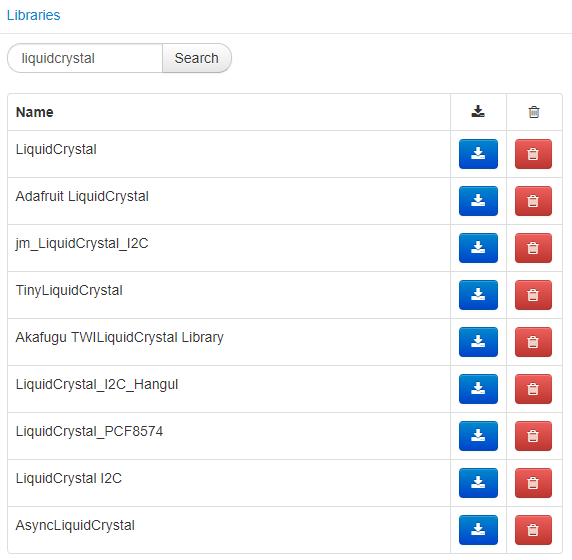 Libraries
liquidcrystal Search
Name
LiquidCrystal
Adafruit LiquidCrystal
jm_LiquidCrystal_I2C
TinyLiquidCrystal
Akafugu TWILiquidCrystal Library
LiquidCrystal_I2C_Hangul
LiquidCrystal_PCF8574
LiquidCrystal I2C
AsyncLiquidCrystal